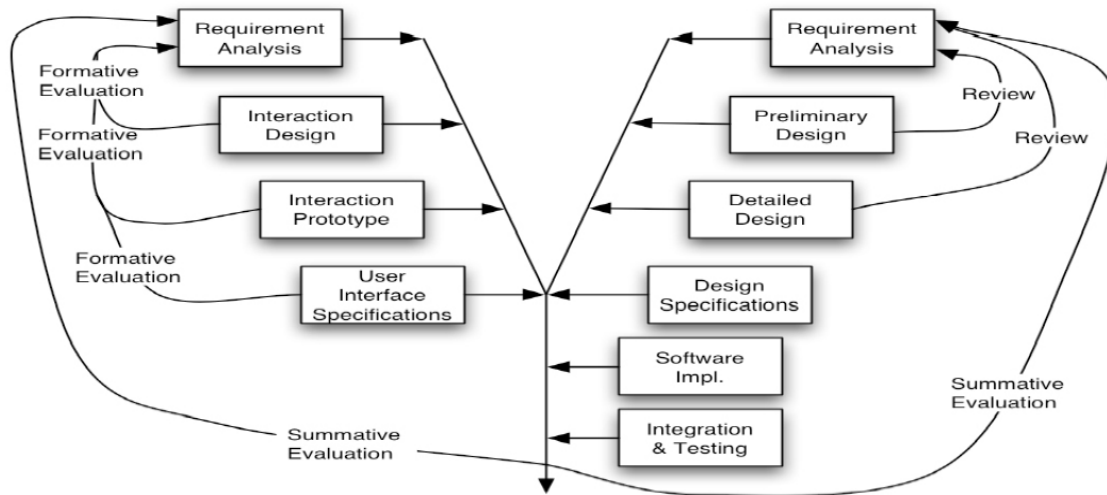 Requirement
Analysis
Requirement
Analysis
Formative
Evaluation
Review
Interaction
Design
Preliminary
Design
Formative
Evaluation
Review
Interaction
Prototype
Detailed
Design
Formative
Evaluation
User
Interface
Specifications
Design
Specifications
Software
Impl.
Summative
Evaluation
Integration
& Testing
Summative
Evaluation